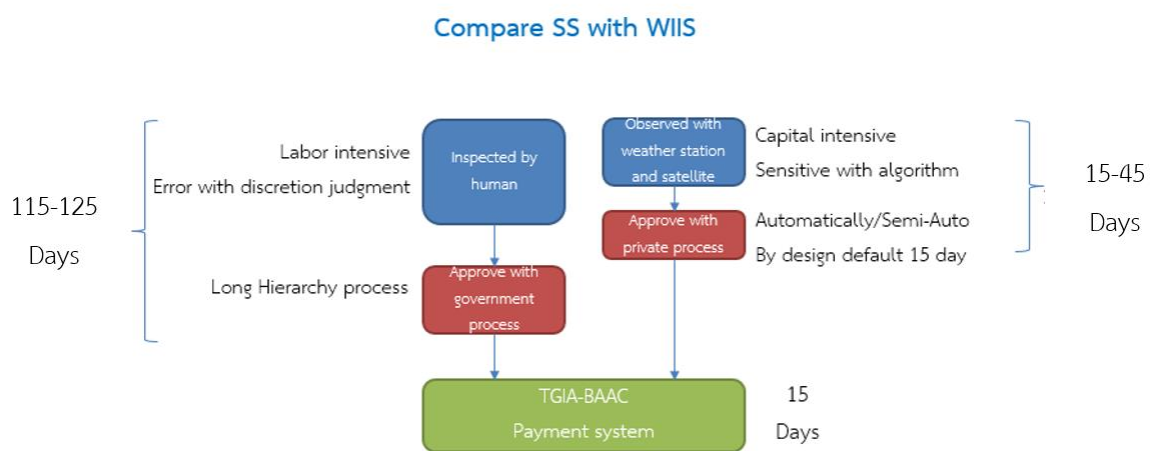 Compare SS with WIIS
115-125
Days
Labor intensive
Error with discretion judgment
Long Hierarchy process
Inspected by
human
Approve with
government
process
Observed with
weather station
and satellite
Approve with
private process
Capital intensive
Sensitive with algorithm
Automatically/Semi-Auto
By design default 15 day
15-45
Days
TGIA-BAAC
Payment system
15
Days